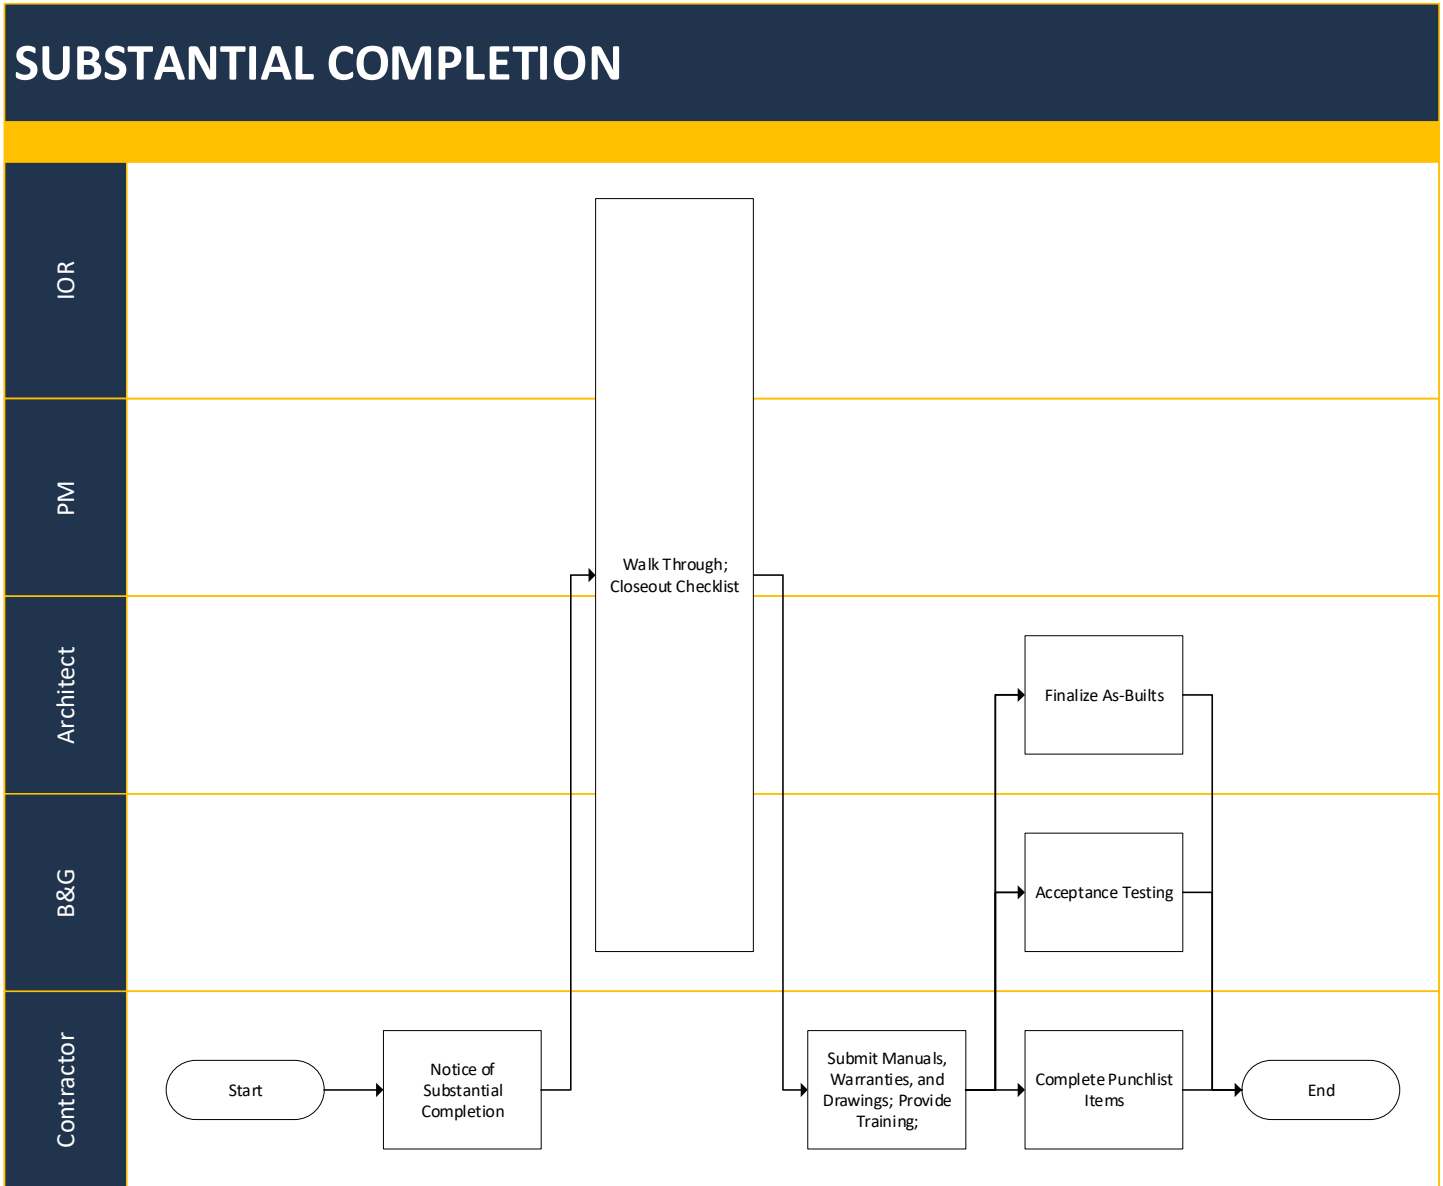 SUBSTANTIAL COMPLETION
IOR
PM
Architect
B&G
Contractor
Start
Notice of
Substantial
Completion
Walk Through;
Closeout Checklist
Submit Manuals,
Warranties, and
Drawings; Provide
Training;
Finalize As-Builts
Acceptance Testing
Complete Punchlist
Items
End